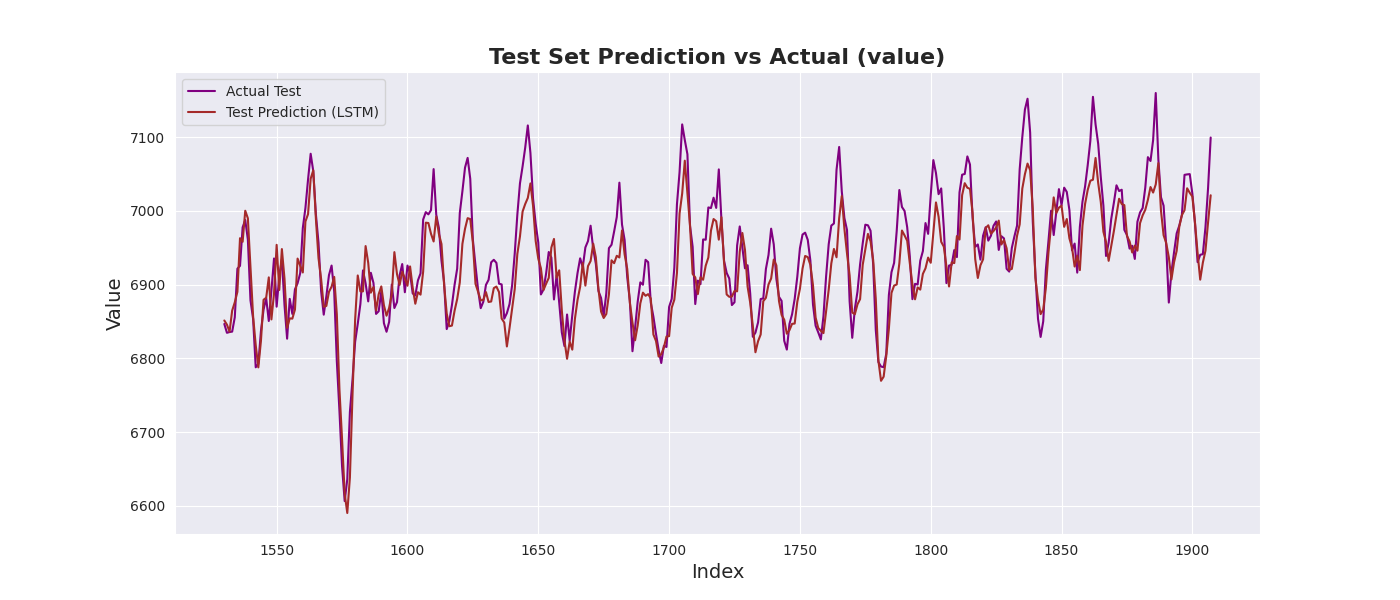 Test Set Prediction vs Actual (value)
Actual Test
Test Prediction (LSTM)
Value
7100
7000
6900
6800
6700
6600
1550 1600 1650 1700 1750 1800 1850 1900
Index